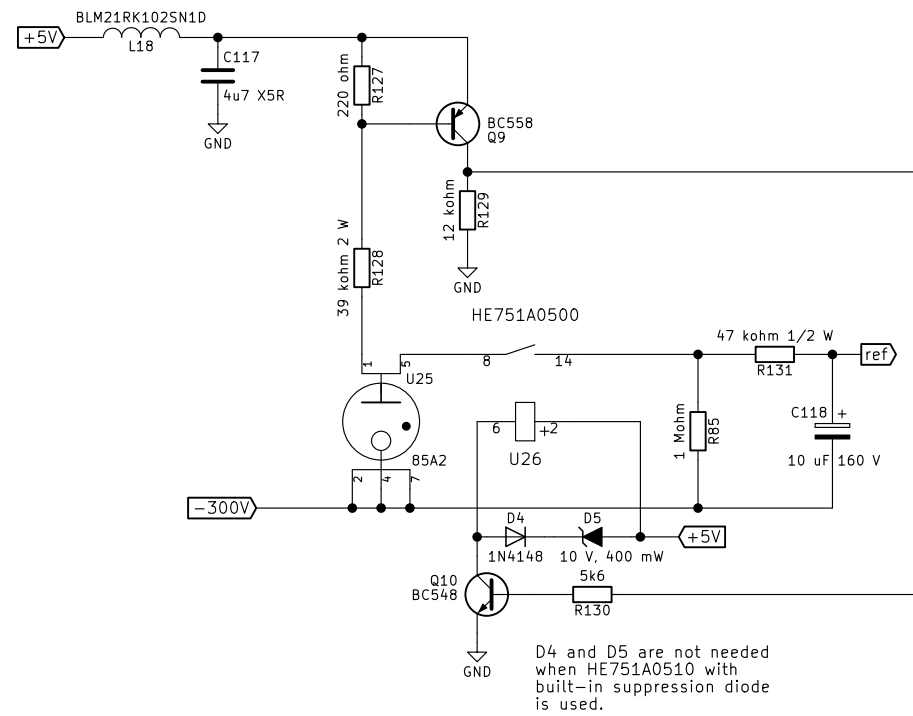 BLM21RK102SN1D
+5V
L18
C117
4u7 X5R
GND
220 ohm
R127
BC558
Q9
12 kohm
R129
GND
39 kohm 2 W
R128
HE751A0500
1
5
U25
8
14
47 kohm 1/2 W
R131
ref
1 Mohm
R85
C118
+
10 uF 160 V
6
+2
U26
85A2
2
4
7
-300V
D4
1N4148
D5
10 V, 400 mW
+5V
Q10
BC548
5k6
R130
GND
D4 and D5 are not needed
when HE751A0510 with
built-in suppression diode
is used.